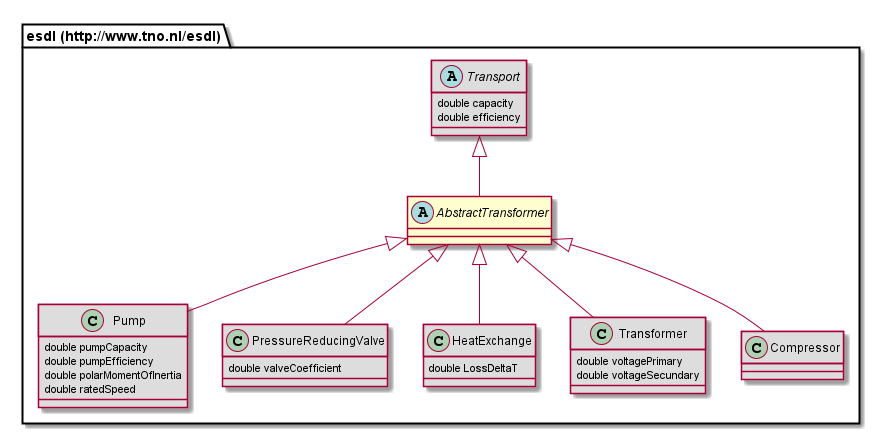 esdl (http://www.tno.nl/esdl)
A Transport
double capacity
double efficiency
A AbstractTransformer
C Pump
double pumpCapacity
double pumpEfficiency
double polarMomentOfInertia
double ratedSpeed
C PressureReducingValve
double valveCoefficient
C HeatExchange
double LossDeltaT
C Transformer
double voltagePrimary
double voltageSecundary
C Compressor